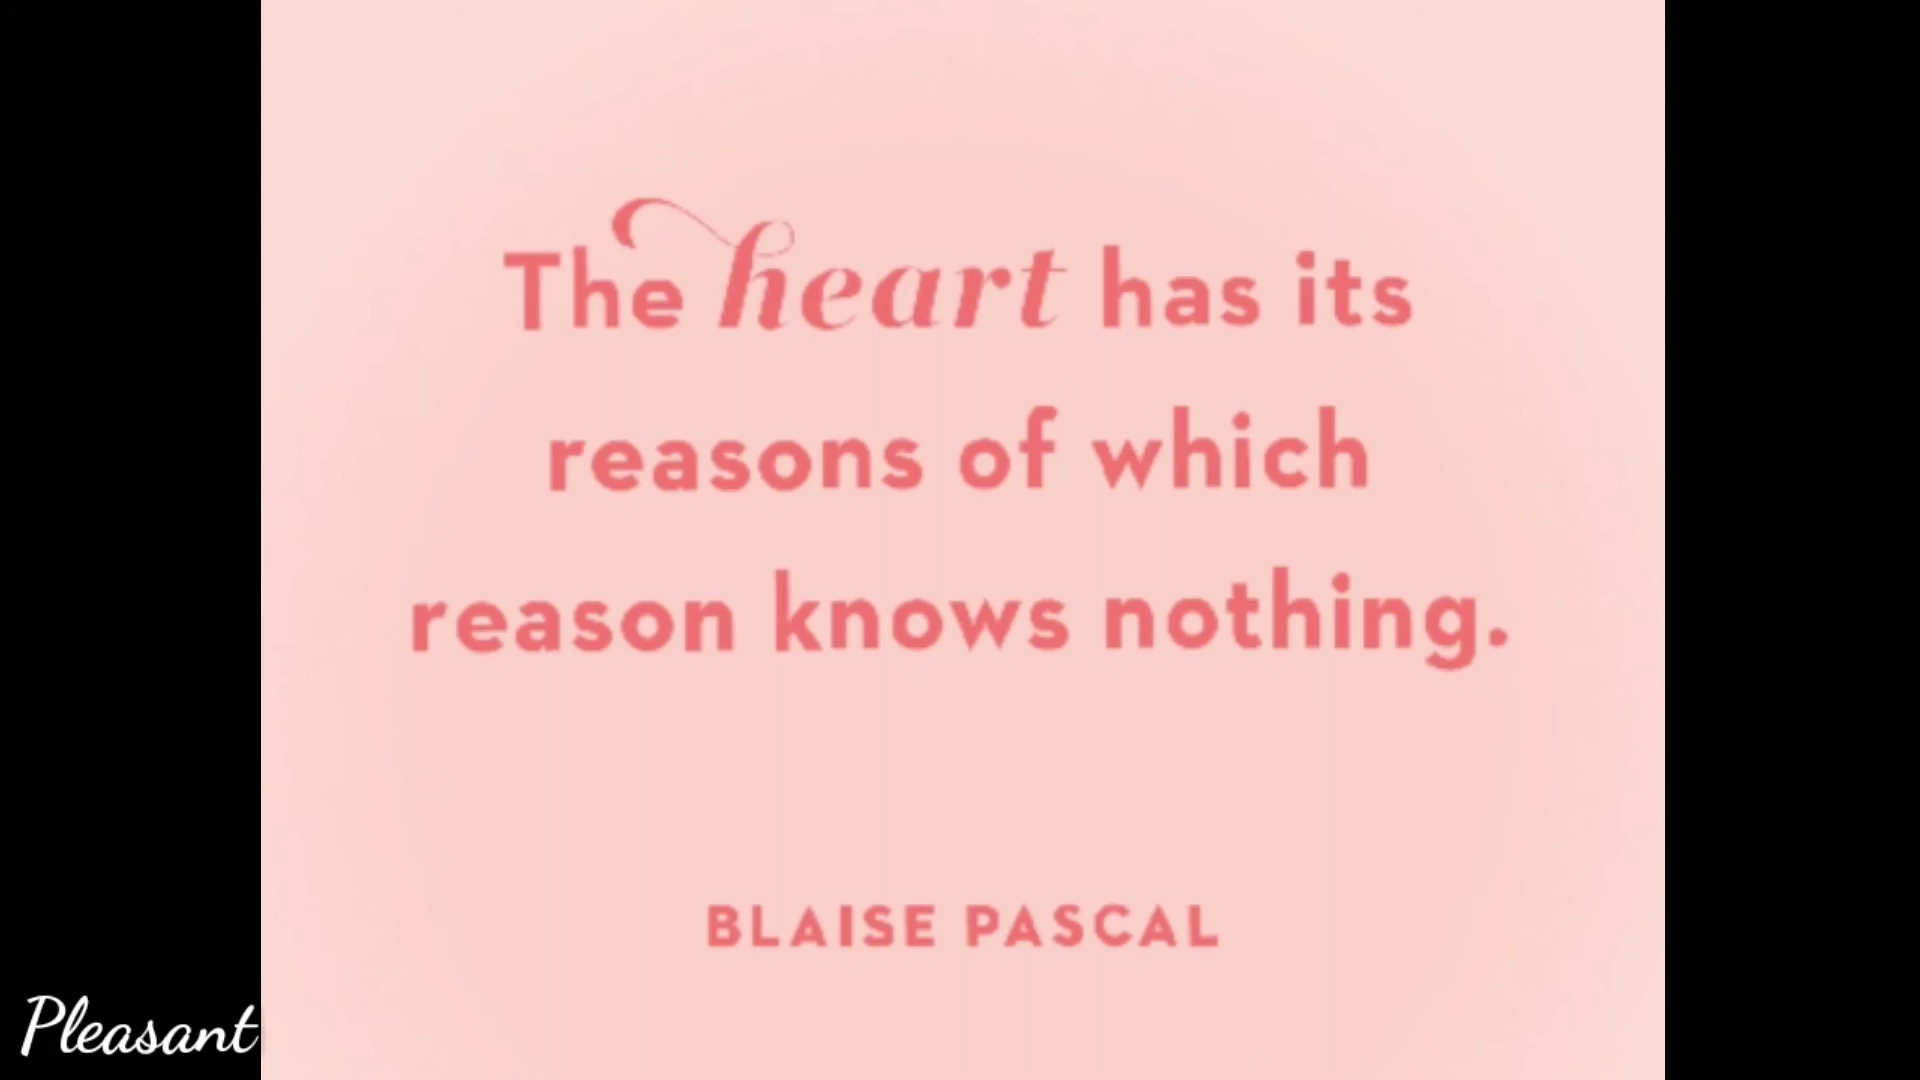 The heart has its
reasons of which
reason knows nothing.
BLAISE PASCAL
Pleasant